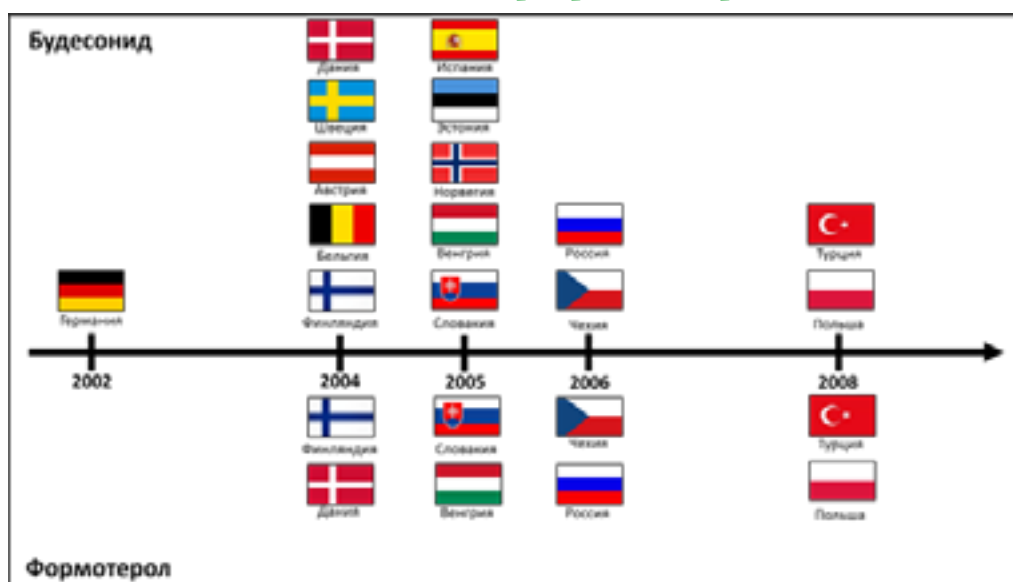 Будесонид
Дания
Испания
Швеция
Эстония
Австрия
Норвегия
Бельгия
Венгрия
Россия
Турция
Германия
Финляндия
Словакия
Чехия
Польша
2002
2004
2005
2006
2008
Финляндия
Словакия
Чехия
Турция
Дания
Венгрия
Россия
Польша
Формотерол